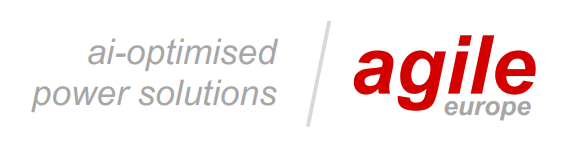 ai-optimised
power solutions
agile
europe